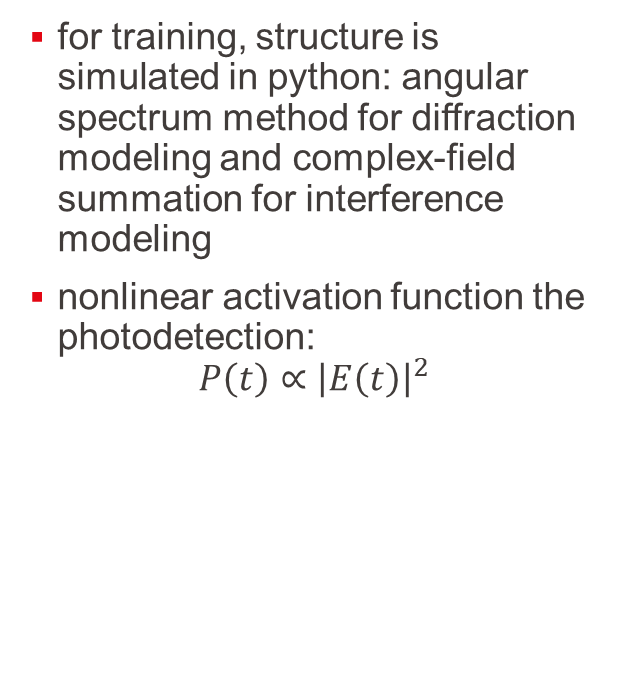 ▪ for training, structure is
simulated in python: angular
spectrum method for diffraction
modeling and complex-field
summation for interference
modeling
▪ nonlinear activation function the
photodetection:
P(t) ∝ |E(t)|²